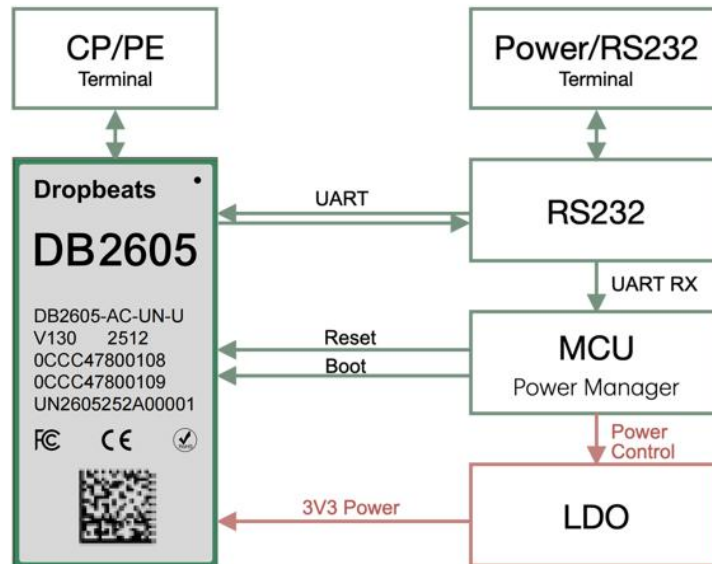 CP/PE
Terminal
Power/RS232
Terminal
Dropbeats
DB2605
DB2605-AC-UN-U
V130 2512
0CCC47800108
0CCC47800109
UN2605252A00001
FC CE RoHS
UART
RS232
UART RX
Reset
Boot
MCU
Power Manager
Power
Control
3V3 Power
LDO